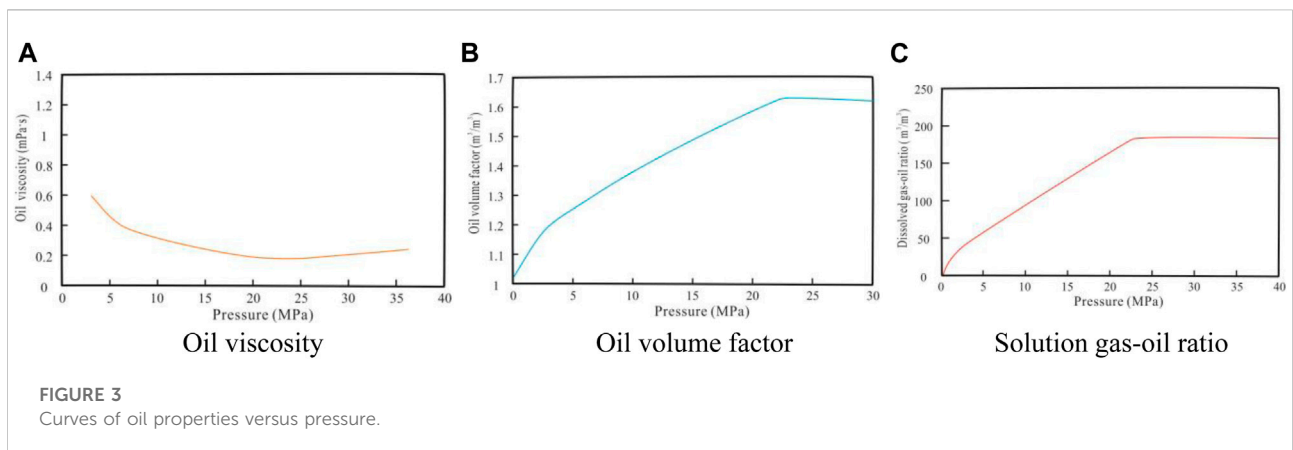 A
1.4
1.2
1
0.8
0.6
0.4
0.2
0
Oil viscosity (mPa·s)
0 5 10 15 20 25 30 35 40
Pressure (MPa)
Oil viscosity
B
1.7
1.6
1.5
1.4
1.3
1.2
1.1
1
Oil volume factor (m³/m³)
0 5 10 15 20 25 30
Pressure (MPa)
Oil volume factor
C
250
200
150
100
50
0
Dissolved gas-oil ratio (m³/m³)
0 5 10 15 20 25 30 35 40
Pressure (MPa)
Solution gas-oil ratio
FIGURE 3
Curves of oil properties versus pressure.